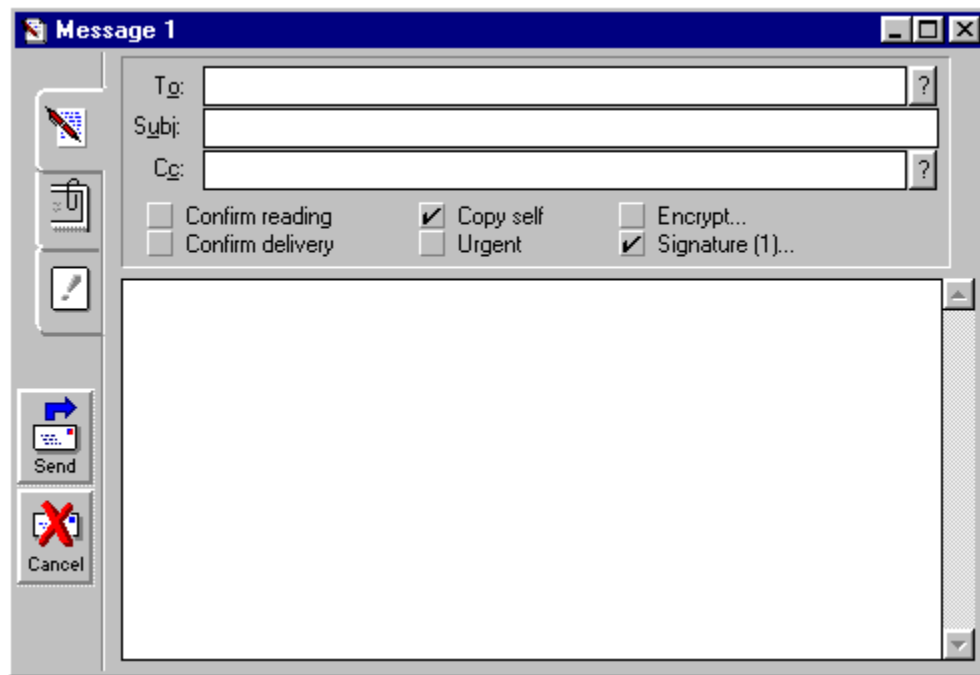 Message 1
To: ?
Subj:
Cc: ?
Confirm reading Copy self Encrypt...
Confirm delivery Urgent Signature (1)...
Send
Cancel